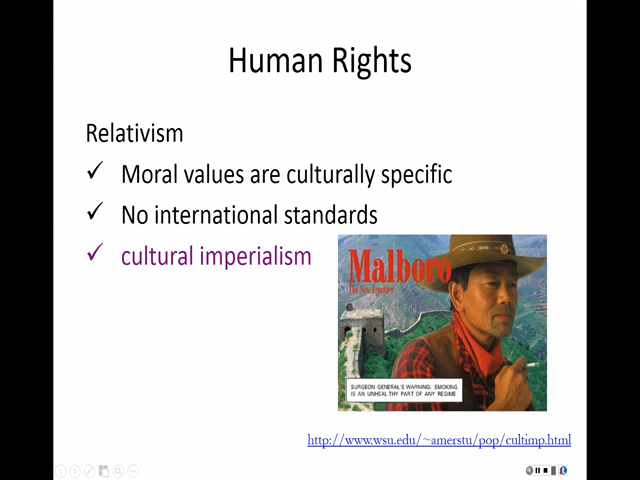 Human Rights
Relativism
✓ Moral values are culturally specific
✓ No international standards
✓ cultural imperialism
Malboro
The New Frontier
SURGEON GENERAL'S WARNING: SMOKING
IS AN UNHEALTHY PART OF ANY REGIME
http://www.wsu.edu/~amerstu/pop/cultimp.html